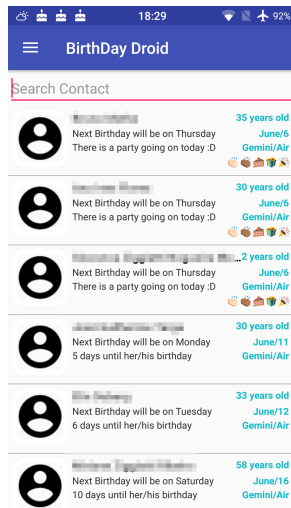 18:29
92%
BirthDay Droid
Search Contact
35 years old
Next Birthday will be on Thursday
June/6
There is a party going on today :D
Gemini/Air
30 years old
Next Birthday will be on Thursday
June/6
There is a party going on today :D
Gemini/Air
...2 years old
Next Birthday will be on Thursday
June/6
There is a party going on today :D
Gemini/Air
30 years old
Next Birthday will be on Monday
June/11
5 days until her/his birthday
Gemini/Air
33 years old
Next Birthday will be on Tuesday
June/12
6 days until her/his birthday
Gemini/Air
58 years old
Next Birthday will be on Saturday
June/16
10 days until her/his birthday
Gemini/Air